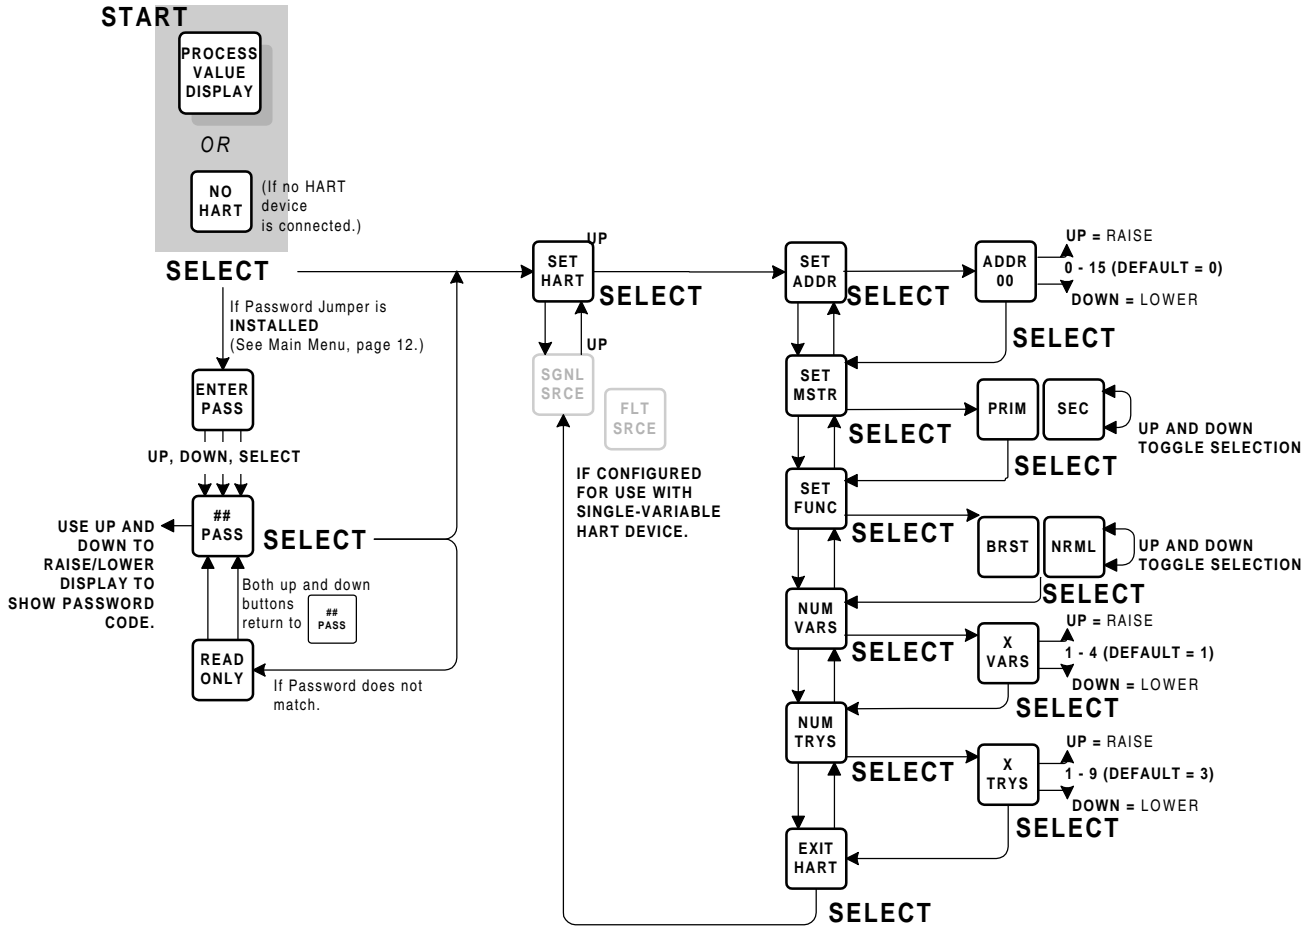 START
PROCESS
VALUE
DISPLAY
OR
NO
HART
(If no HART
device
is connected.)
SELECT
If Password Jumper is
INSTALLED
(See Main Menu, page 12.)
ENTER
PASS
UP, DOWN, SELECT
##
PASS
SELECT
USE UP AND
DOWN TO
RAISE/LOWER
DISPLAY TO
SHOW PASSWORD
CODE.
Both up and down
buttons
return to
##
PASS
READ
ONLY
If Password does not
match.
UP
SET
HART
SELECT
UP
SGNL
SRCE
FLT
SRCE
IF CONFIGURED
FOR USE WITH
SINGLE-VARIABLE
HART DEVICE.
SET
ADDR
SELECT
ADDR
00
UP = RAISE
0 - 15 (DEFAULT = 0)
DOWN = LOWER
SELECT
SET
MSTR
SELECT
PRIM
SEC
UP AND DOWN
TOGGLE SELECTION
SELECT
SET
FUNC
SELECT
BRST
NRML
UP AND DOWN
TOGGLE SELECTION
SELECT
NUM
VARS
SELECT
X
VARS
UP = RAISE
1 - 4 (DEFAULT = 1)
DOWN = LOWER
SELECT
NUM
TRYS
SELECT
X
TRYS
UP = RAISE
1 - 9 (DEFAULT = 3)
DOWN = LOWER
SELECT
EXIT
HART
SELECT